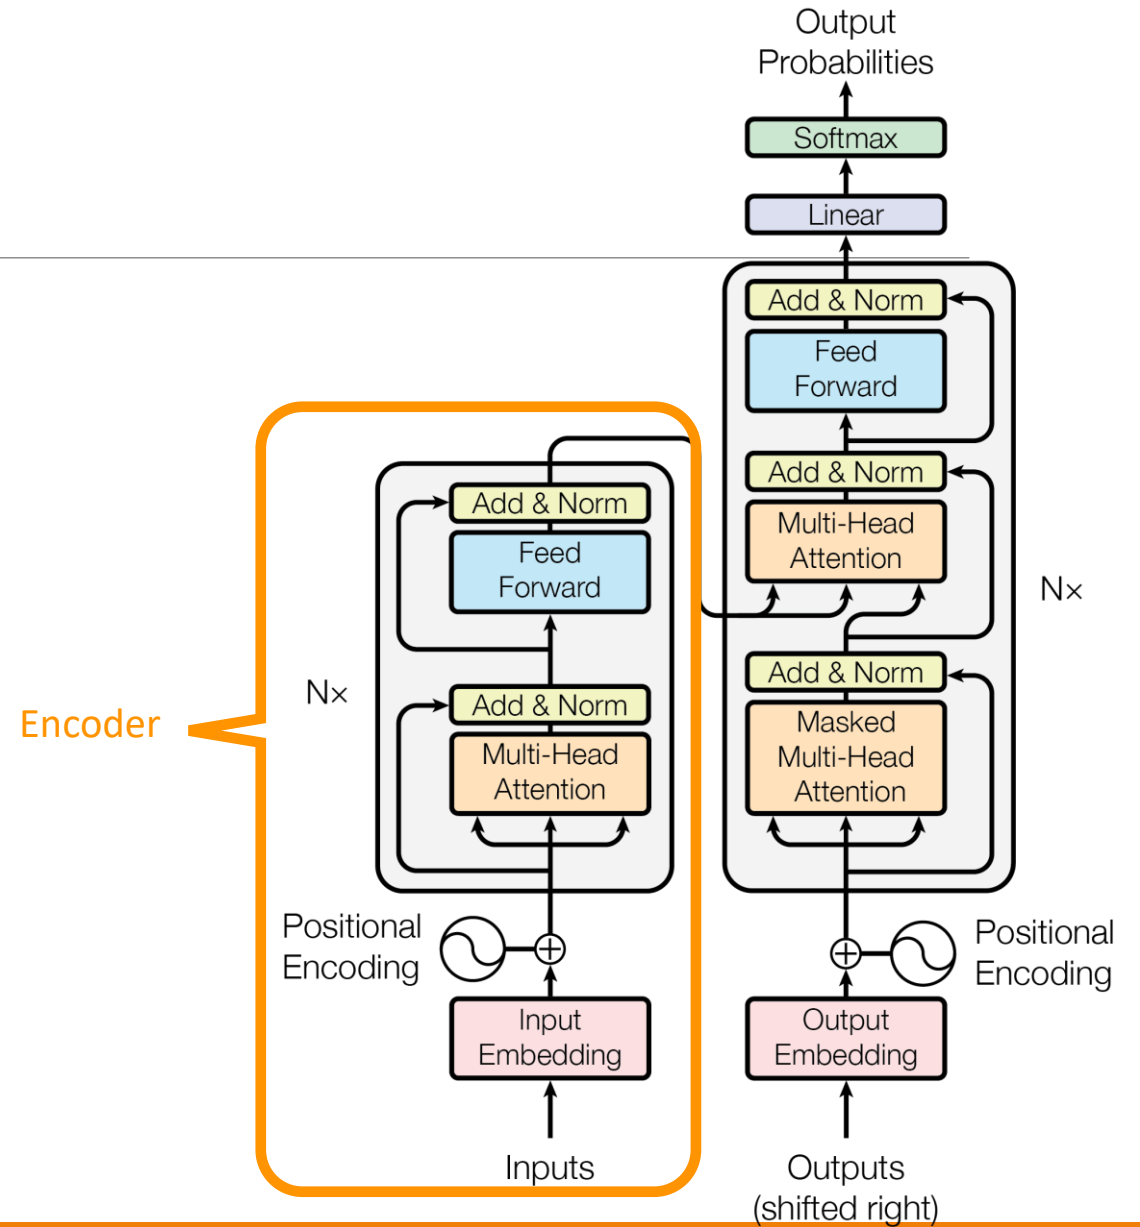 Output
Probabilities
Softmax
Linear
Add & Norm
Feed
Forward
Add & Norm
Multi-Head
Attention
N×
Add & Norm
Masked
Multi-Head
Attention
Positional
Encoding
Output
Embedding
Outputs
(shifted right)
Encoder
N×
Add & Norm
Feed
Forward
Add & Norm
Multi-Head
Attention
Positional
Encoding
Input
Embedding
Inputs